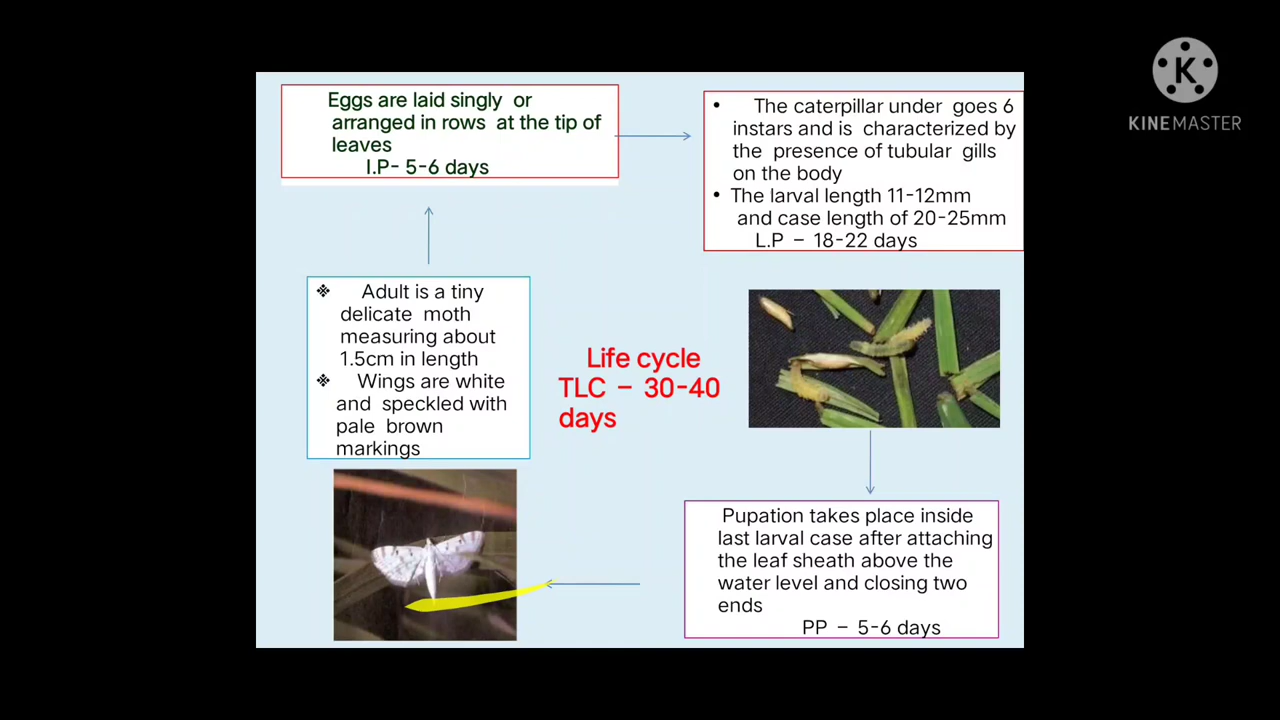 KINEMASTER
Eggs are laid singly or
arranged in rows at the tip of
leaves
I.P- 5-6 days
• The caterpillar under goes 6
instars and is characterized by
the presence of tubular gills
on the body
• The larval length 11-12mm
and case length of 20-25mm
L.P – 18-22 days
❖ Adult is a tiny
delicate moth
measuring about
1.5cm in length
❖ Wings are white
and speckled with
pale brown
markings
Life cycle
TLC – 30-40
days
Pupation takes place inside
last larval case after attaching
the leaf sheath above the
water level and closing two
ends
PP – 5-6 days